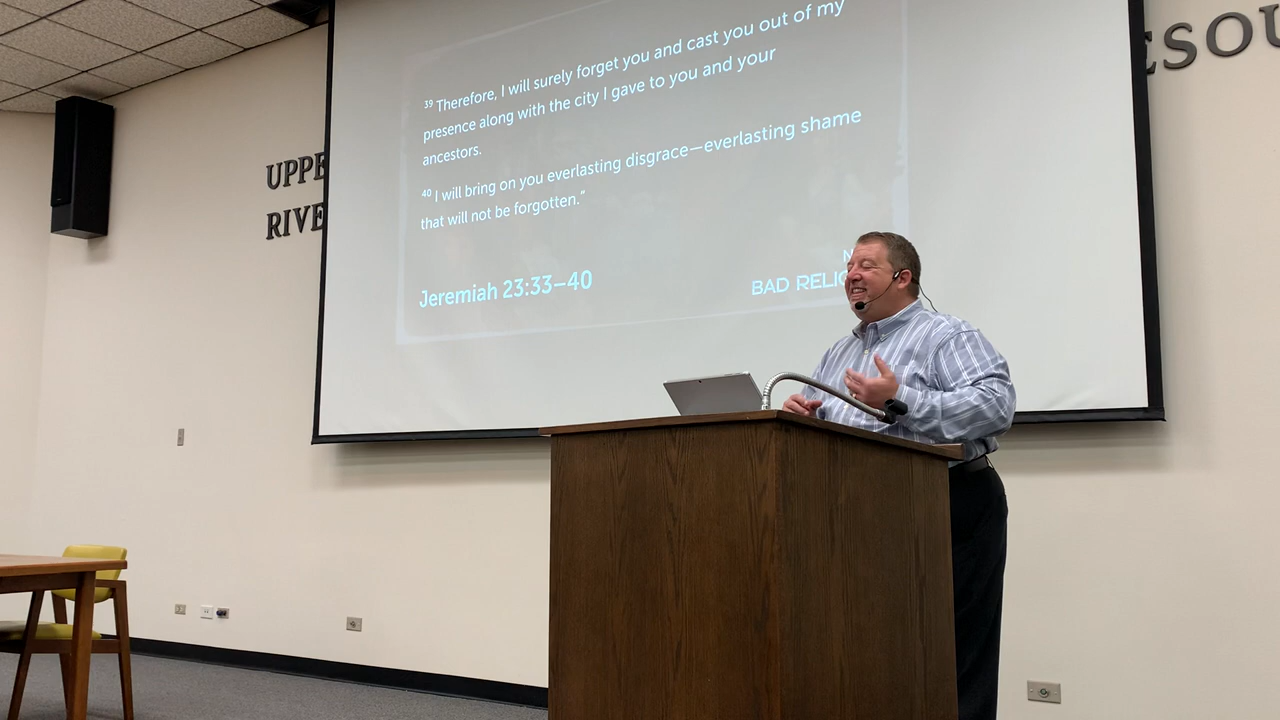 UPPE
RIVE
ESOU
39 Therefore, I will surely forget you and cast you out of my
presence along with the city I gave to you and your
ancestors.
40 I will bring on you everlasting disgrace—everlasting shame
that will not be forgotten.”
Jeremiah 23:33–40
N
BAD RELIG